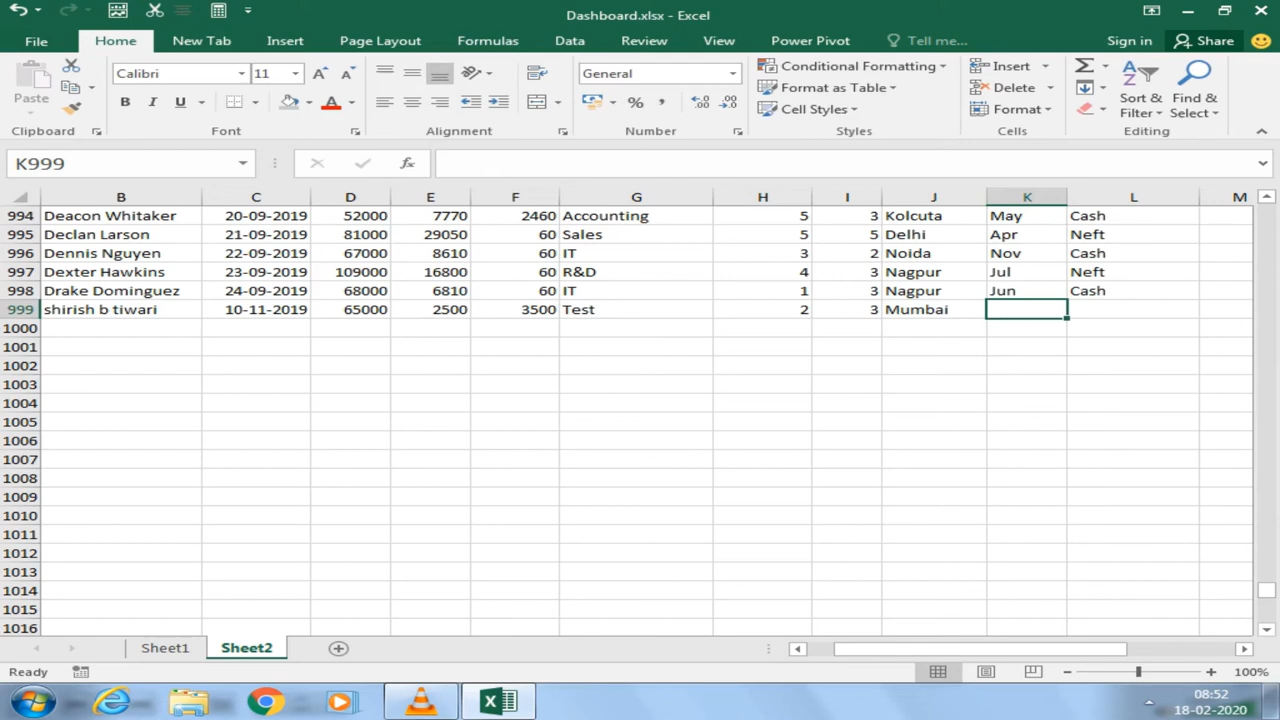 Dashboard.xlsx - Excel
File Home New Tab Insert Page Layout Formulas Data Review View Power Pivot Tell me... Sign in Share
Calibri 11 General Conditional Formatting Insert
Paste B I U % , Format as Table Delete Sort & Find &
Cell Styles Format Filter Select
Clipboard Font Alignment Number Styles Cells Editing
K999 fx
B C D E F G H I J K L M
994 Deacon Whitaker 20-09-2019 52000 7770 2460 Accounting 5 3 Kolcuta May Cash
995 Declan Larson 21-09-2019 81000 29050 60 Sales 5 5 Delhi Apr Neft
996 Dennis Nguyen 22-09-2019 67000 8610 60 IT 3 2 Noida Nov Cash
997 Dexter Hawkins 23-09-2019 109000 16800 60 R&D 4 3 Nagpur Jul Neft
998 Drake Dominguez 24-09-2019 68000 6810 60 IT 1 3 Nagpur Jun Cash
999 shirish b tiwari 10-11-2019 65000 2500 3500 Test 2 3 Mumbai
1000
1001
1002
1003
1004
1005
1006
1007
1008
1009
1010
1011
1012
1013
1014
1015
1016
Sheet1 Sheet2
Ready 100%
08:52
18-02-2020